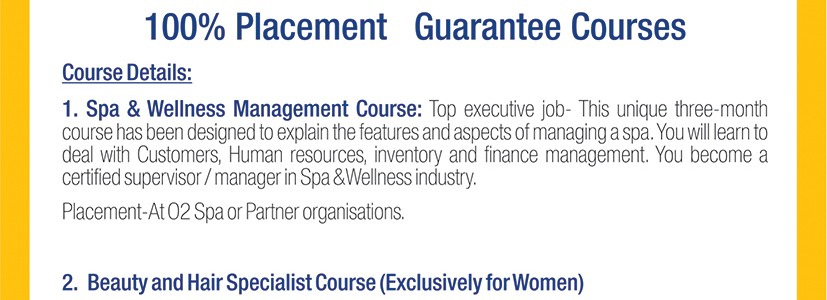 100% Placement Guarantee Courses
Course Details:
1. Spa & Wellness Management Course: Top executive job- This unique three-month
course has been designed to explain the features and aspects of managing a spa. You will learn to
deal with Customers, Human resources, inventory and finance management. You become a
certified supervisor / manager in Spa &Wellness industry.
Placement-At O2 Spa or Partner organisations.
2. Beauty and Hair Specialist Course (Exclusively for Women)